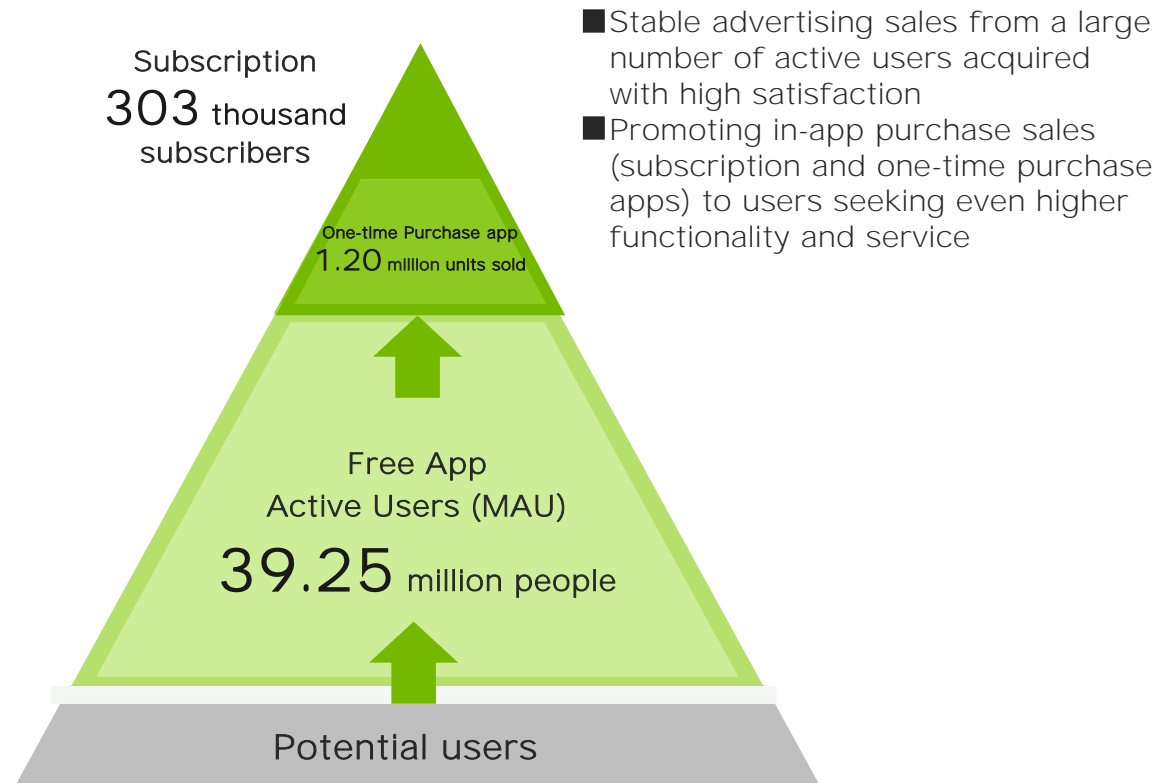 Subscription
303 thousand
subscribers
■Stable advertising sales from a large
number of active users acquired
with high satisfaction
■Promoting in-app purchase sales
(subscription and one-time purchase
apps) to users seeking even higher
functionality and service
One-time Purchase app
1.20 million units sold
Free App
Active Users (MAU)
39.25 million people
Potential users